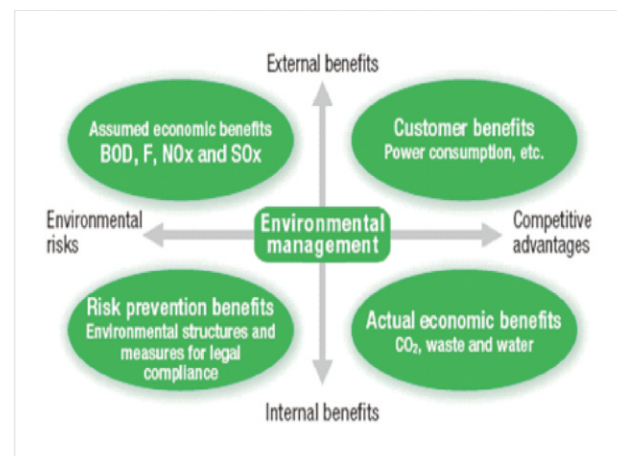 External benefits
Assumed economic benefits
BOD, F, NOx and SOx
Customer benefits
Power consumption, etc.
Environmental
risks
Environmental
management
Competitive
advantages
Risk prevention benefits
Environmental structures and
measures for legal
compliance
Actual economic benefits
CO₂, waste and water
Internal benefits